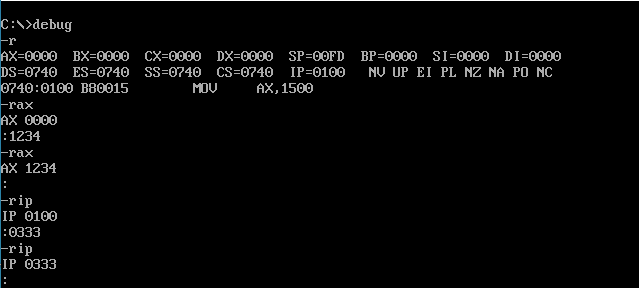 C:\>debug
-r
AX=0000  BX=0000  CX=0000  DX=0000  SP=00FD  BP=0000  SI=0000  DI=0000
DS=0740  ES=0740  SS=0740  CS=0740  IP=0100   NV UP EI PL NZ NA PO NC
0740:0100 B80015        MOV     AX,1500
-rax
AX 0000
:1234
-rax
AX 1234
:
-rip
IP 0100
:0333
-rip
IP 0333
: